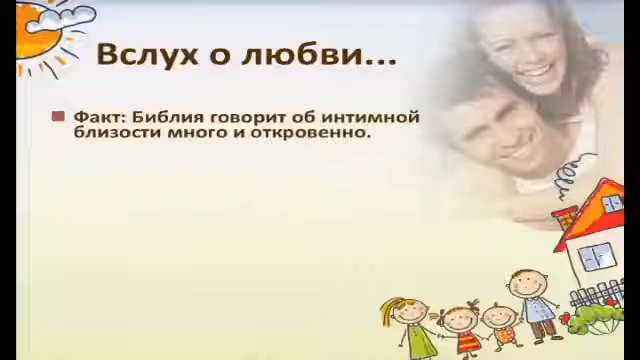 Вслух о любви...
Факт: Библия говорит об интимной
близости много и откровенно.